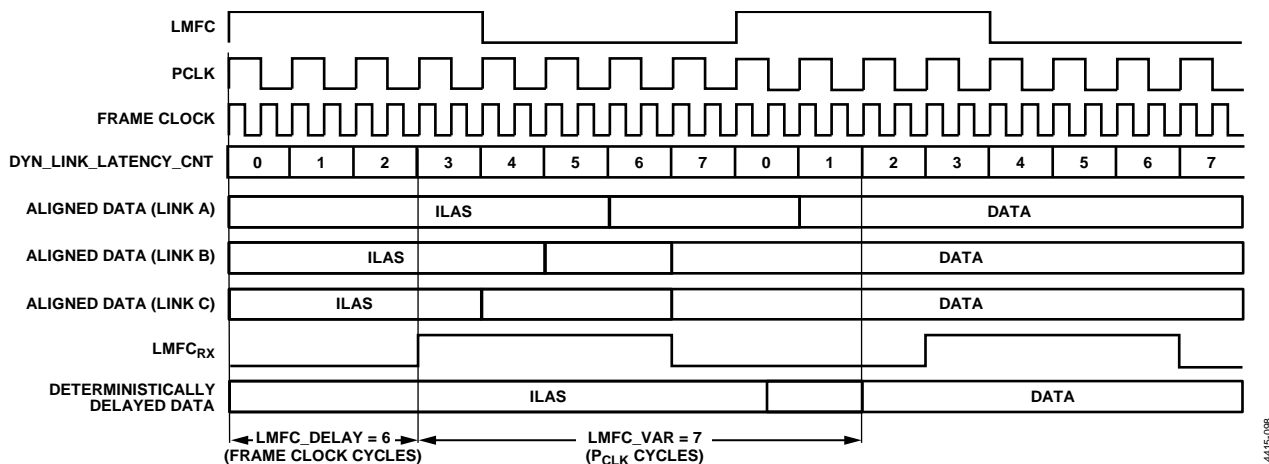 LMFC
PCLK
FRAME CLOCK
DYN_LINK_LATENCY_CNT 0 1 2 3 4 5 6 7 0 1 2 3 4 5 6 7
ALIGNED DATA (LINK A) ILAS DATA
ALIGNED DATA (LINK B) ILAS DATA
ALIGNED DATA (LINK C) ILAS DATA
LMFCRX
DETERMINISTICALLY
DELAYED DATA ILAS DATA
LMFC_DELAY = 6
(FRAME CLOCK CYCLES)
LMFC_VAR = 7
(PCLK CYCLES)